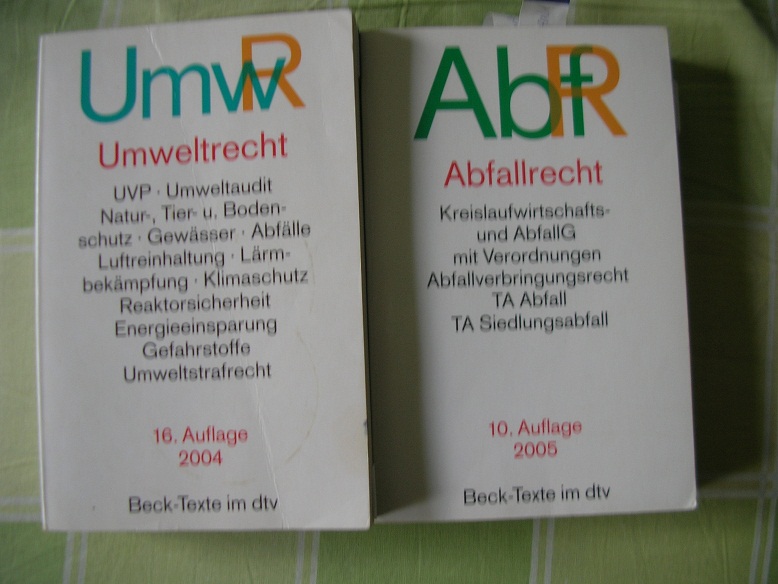 UmwR
Umweltrecht
UVP · Umweltaudit
Natur-, Tier- u. Boden-
schutz · Gewässer · Abfälle
Luftreinhaltung · Lärm-
bekämpfung · Klimaschutz
Reaktorsicherheit
Energieeinsparung
Gefahrstoffe
Umweltstrafrecht
16. Auflage
2004
Beck-Texte im dtv
AbfR
Abfallrecht
Kreislaufwirtschafts-
und AbfallG
mit Verordnungen
Abfallverbringungsrecht
TA Abfall
TA Siedlungsabfall
10. Auflage
2005
Beck-Texte im dtv